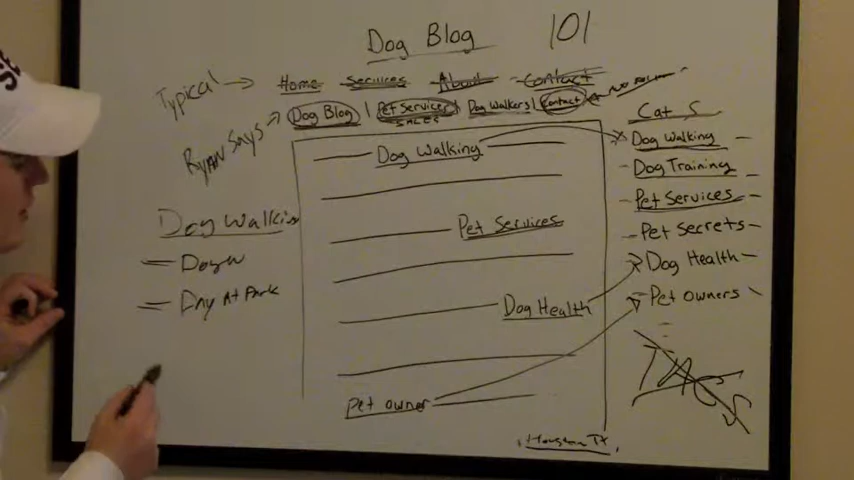 Dog Blog 101
Typical → Home Services About Contact
Ryan Says → Dog Blog | Pet Services | Dog Walkers | Contact
SALES
Cat S
Dog Walking
Dog Training
Pet Services
Pet Secrets
Dog Health
Pet owners
TAGS
Dog Walking
Pet Services
Dog Health
Pet owner
Houston TX
Dog Walkin
Dog W
Day At Park